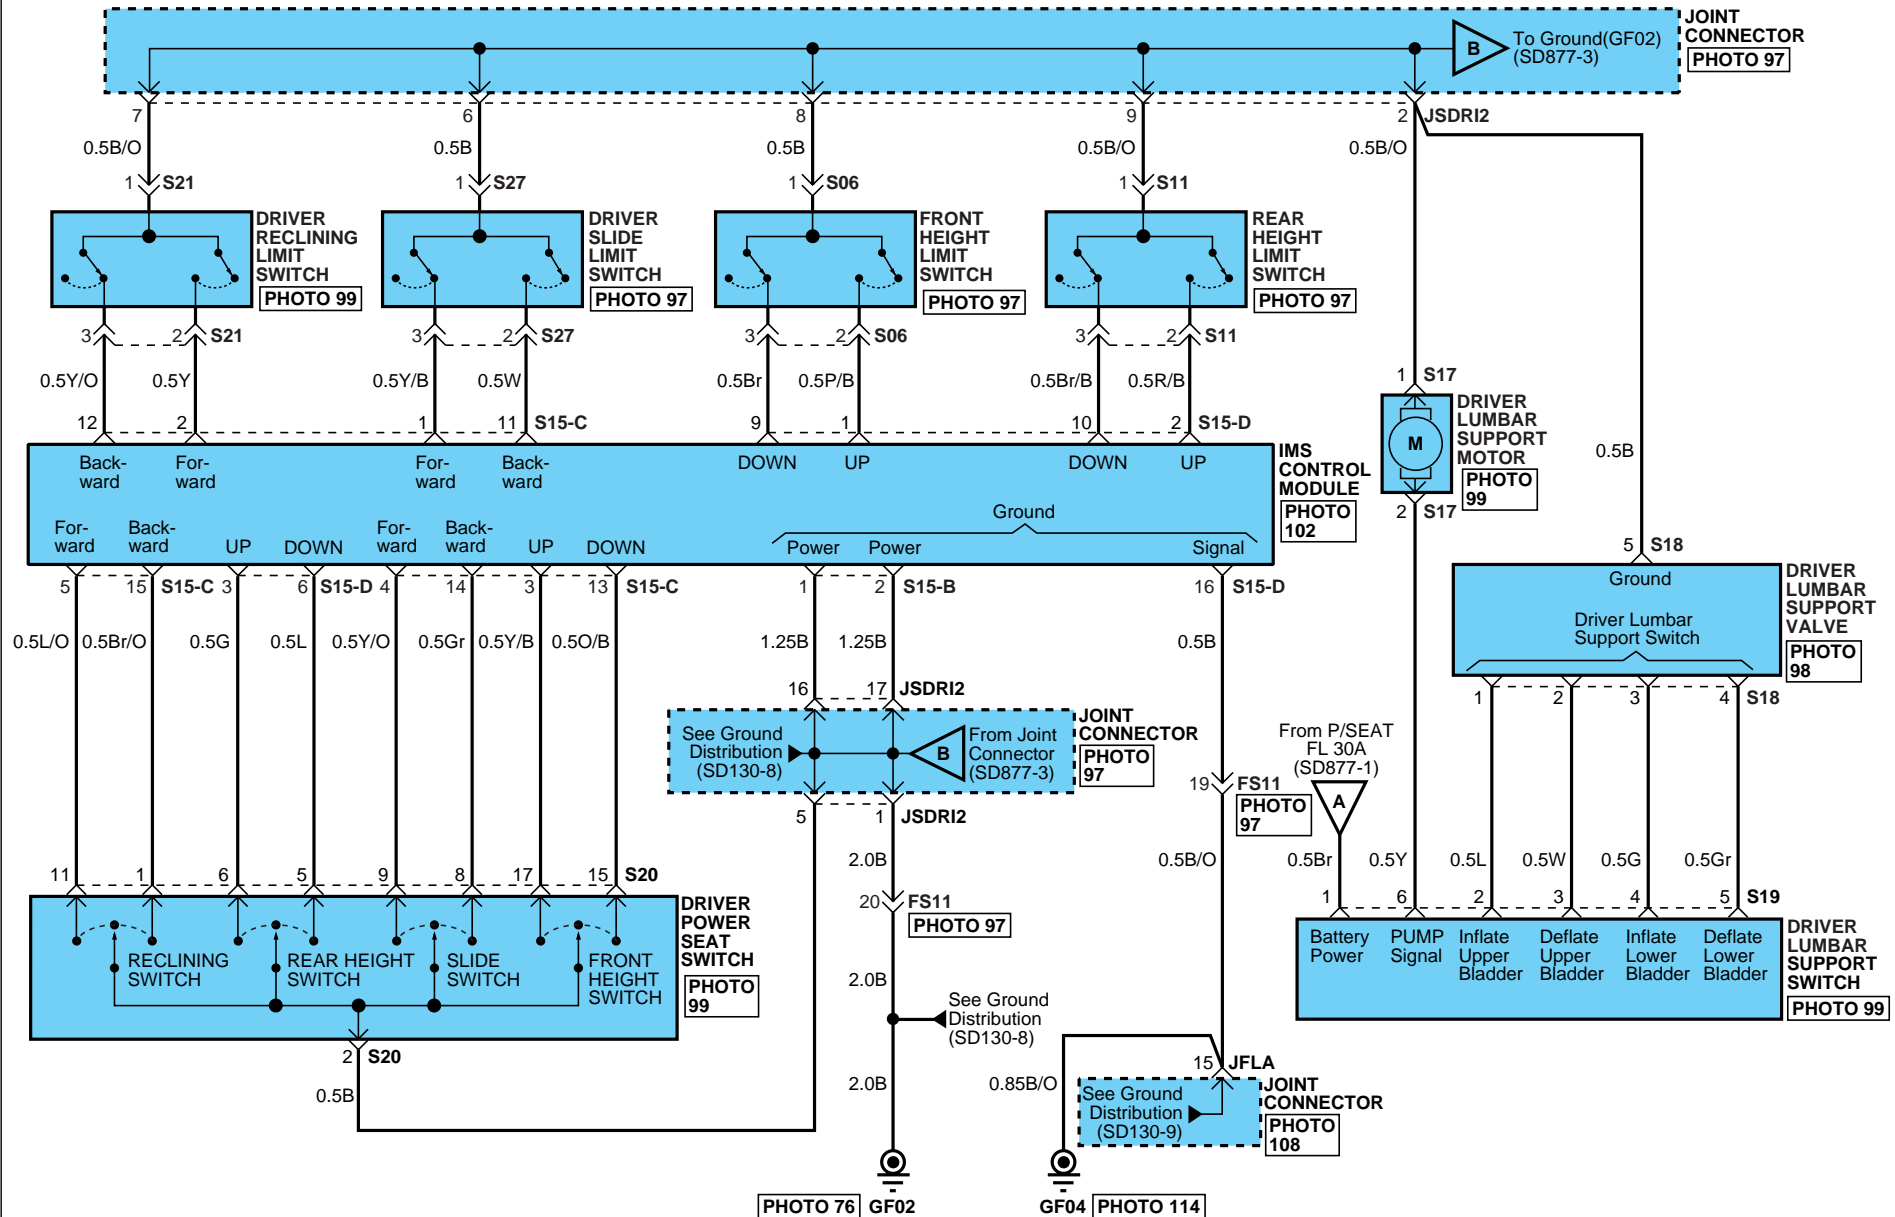 JOINT
CONNECTOR
PHOTO 97
B
To Ground(GF02)
(SD877-3)
7
6
8
9
2
JSDRI2
0.5B/O
0.5B
0.5B
0.5B/O
0.5B/O
1
S21
1
S27
1
S06
1
S11
DRIVER
RECLINING
LIMIT
SWITCH
PHOTO 99
DRIVER
SLIDE
LIMIT
SWITCH
PHOTO 97
FRONT
HEIGHT
LIMIT
SWITCH
PHOTO 97
REAR
HEIGHT
LIMIT
SWITCH
PHOTO 97
3
2
S21
3
2
S27
3
2
S06
3
2
S11
0.5Y/O
0.5Y
0.5Y/B
0.5W
0.5Br
0.5P/B
0.5Br/B
0.5R/B
12
2
1
11
S15-C
9
1
10
2
S15-D
1
S17
M
DRIVER
LUMBAR
SUPPORT
MOTOR
PHOTO
99
2
S17
0.5B
Back-
ward
For-
ward
For-
ward
Back-
ward
DOWN
UP
DOWN
UP
IMS
CONTROL
MODULE
PHOTO
102
For-
ward
Back-
ward
UP
DOWN
For-
ward
Back-
ward
UP
DOWN
Ground
Power
Power
Signal
5
15
S15-C
3
6
S15-D
4
14
3
13
S15-C
1
2
S15-B
16
S15-D
5
S18
Ground
Driver Lumbar
Support Switch
DRIVER
LUMBAR
SUPPORT
VALVE
PHOTO
98
0.5L/O
0.5Br/O
0.5G
0.5L
0.5Y/O
0.5Gr
0.5Y/B
0.5O/B
1.25B
1.25B
0.5B
1
2
3
4
S18
16
17
JSDRI2
See Ground
Distribution
(SD130-8)
B
From Joint
Connector
(SD877-3)
JOINT
CONNECTOR
PHOTO
97
5
1
JSDRI2
19
FS11
PHOTO
97
From P/SEAT
FL 30A
(SD877-1)
A
2.0B
0.5B/O
0.5Br
0.5Y
0.5L
0.5W
0.5G
0.5Gr
11
1
6
5
9
8
17
15
S20
20
FS11
PHOTO 97
1
6
2
3
4
5
S19
RECLINING
SWITCH
REAR HEIGHT
SWITCH
SLIDE
SWITCH
FRONT
HEIGHT
SWITCH
DRIVER
POWER
SEAT
SWITCH
PHOTO
99
Battery
Power
PUMP
Signal
Inflate
Upper
Bladder
Deflate
Upper
Bladder
Inflate
Lower
Bladder
Deflate
Lower
Bladder
DRIVER
LUMBAR
SUPPORT
SWITCH
PHOTO 99
2.0B
See Ground
Distribution
(SD130-8)
2
S20
0.5B
2.0B
0.85B/O
15
JFLA
See Ground
Distribution
(SD130-9)
JOINT
CONNECTOR
PHOTO
108
PHOTO 76
GF02
GF04
PHOTO 114